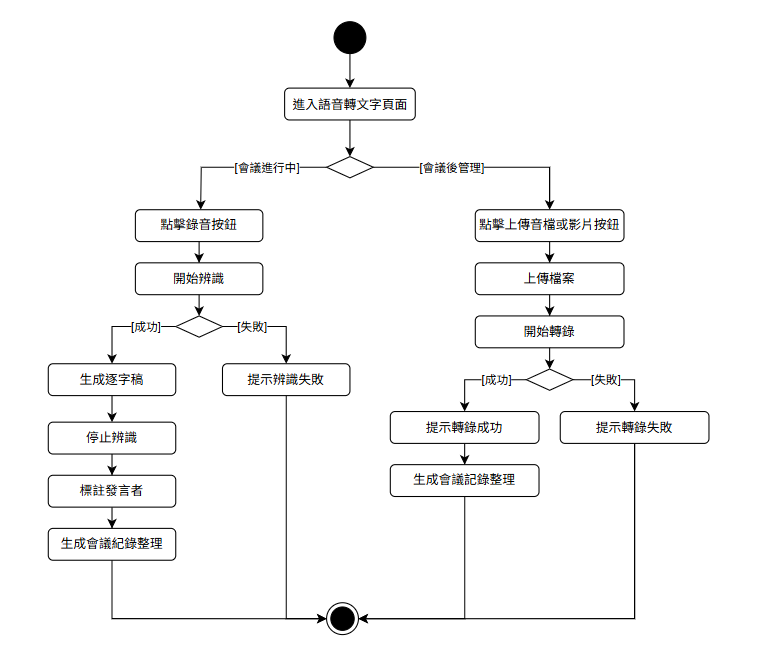 進入語音轉文字頁面
[會議進行中]
[會議後管理]
點擊錄音按鈕
點擊上傳音檔或影片按鈕
開始辨識
上傳檔案
[成功]
[失敗]
開始轉錄
生成逐字稿
提示辨識失敗
[成功]
[失敗]
停止辨識
提示轉錄成功
提示轉錄失敗
標註發言者
生成會議記錄整理
生成會議紀錄整理